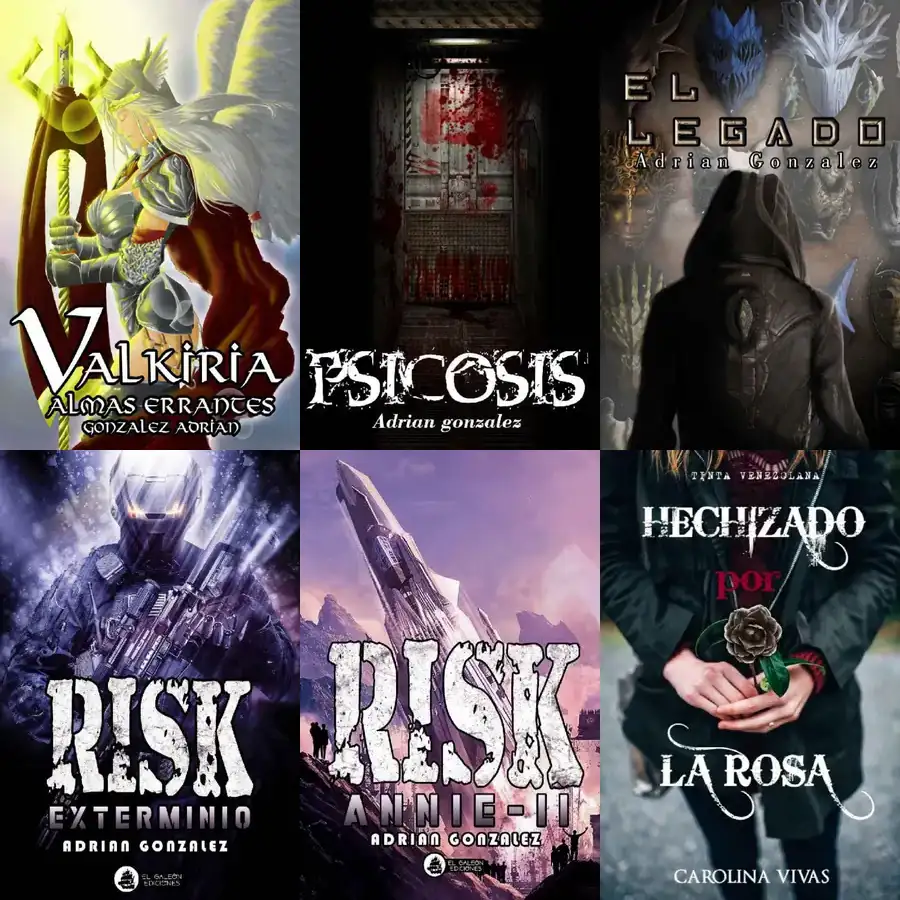 VALKIRIA
ALMAS ERRANTES
GONZALEZ ADRIAN
PSICOSIS
Adrian gonzalez
EL
LEGADO
Adrian Gonzalez
RISK
EXTERMINIO
ADRIAN GONZALEZ
EL GALEÓN
EDICIONES
RISK
ANNIE-II
ADRIAN GONZALEZ
EL GALEÓN
EDICIONES
TINTA VENEZOLANA
HECHIZADO
por
LA ROSA
CAROLINA VIVAS